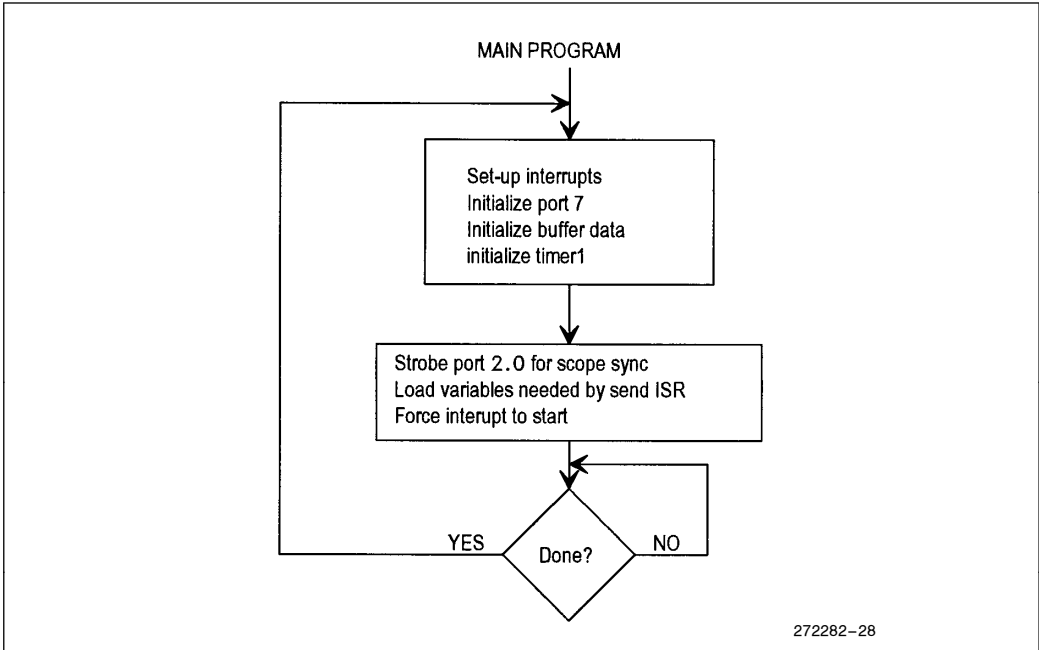 MAIN PROGRAM
Set-up interrupts
Initialize port 7
Initialize buffer data
initialize timer1
Strobe port 2.0 for scope sync
Load variables needed by send ISR
Force interupt to start
YES
Done?
NO
272282-28